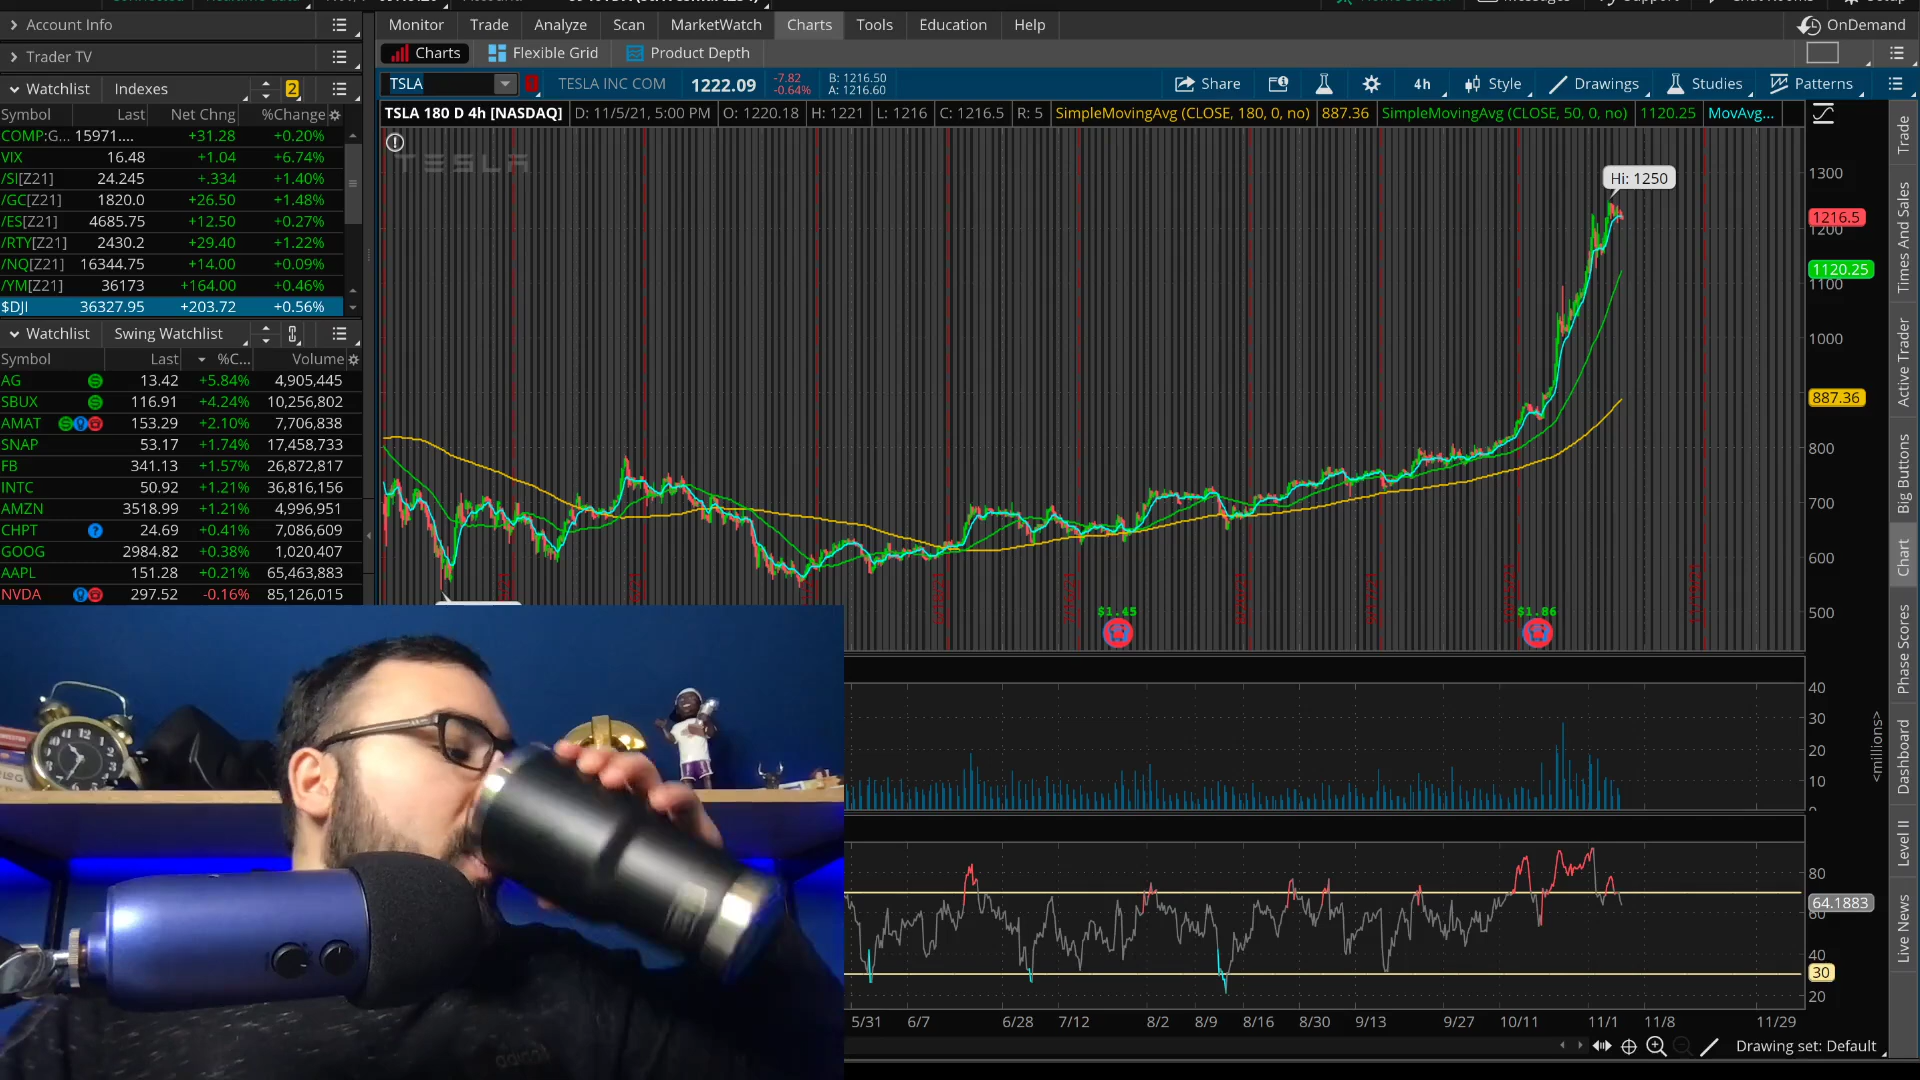 Account Info
Trader TV
Watchlist Indexes 2
Symbol Last Net Chng %Change
COMP:G... 15971.... +31.28 +0.20%
VIX 16.48 +1.04 +6.74%
/SI[Z21] 24.245 +.334 +1.40%
/GC[Z21] 1820.0 +26.50 +1.48%
/ES[Z21] 4685.75 +12.50 +0.27%
/RTY[Z21] 2430.2 +29.40 +1.22%
/NQ[Z21] 16344.75 +14.00 +0.09%
/YM[Z21] 36173 +164.00 +0.46%
$DJI 36327.95 +203.72 +0.56%
Watchlist Swing Watchlist
Symbol Last %C... Volume
AG 13.42 +5.84% 4,905,445
SBUX 116.91 +4.24% 10,256,802
AMAT 153.29 +2.10% 7,706,838
SNAP 53.17 +1.74% 17,458,733
FB 341.13 +1.57% 26,872,817
INTC 50.92 +1.21% 36,816,156
AMZN 3518.99 +1.21% 4,996,951
CHPT 24.69 +0.41% 7,086,609
GOOG 2984.82 +0.38% 1,020,407
AAPL 151.28 +0.21% 65,463,883
NVDA 297.52 -0.16% 85,126,015
Monitor Trade Analyze Scan MarketWatch Charts Tools Education Help
OnDemand
Charts Flexible Grid Product Depth
TSLA TESLA INC COM 1222.09 -7.82 -0.64% B: 1216.50 A: 1216.60 Share 4h Style Drawings Studies Patterns
TSLA 180 D 4h [NASDAQ] D: 11/5/21, 5:00 PM O: 1220.18 H: 1221 L: 1216 C: 1216.5 R: 5 SimpleMovingAvg (CLOSE, 180, 0, no) 887.36 SimpleMovingAvg (CLOSE, 50, 0, no) 1120.25 MovAvg...
TESLA
Hi: 1250
1300
1216.5
1200
1120.25
1100
1000
887.36
800
700
600
500
$1.45
$1.86
40
30
20
10
<millions>
80
64.1883
60
40
30
20
5/31 6/7 6/28 7/12 8/2 8/9 8/16 8/30 9/13 9/27 10/11 11/1 11/8 11/29
Drawing set: Default
Trade
Times And Sales
Active Trader
Big Buttons
Chart
Phase Scores
Dashboard
Level II
Live News
adidas